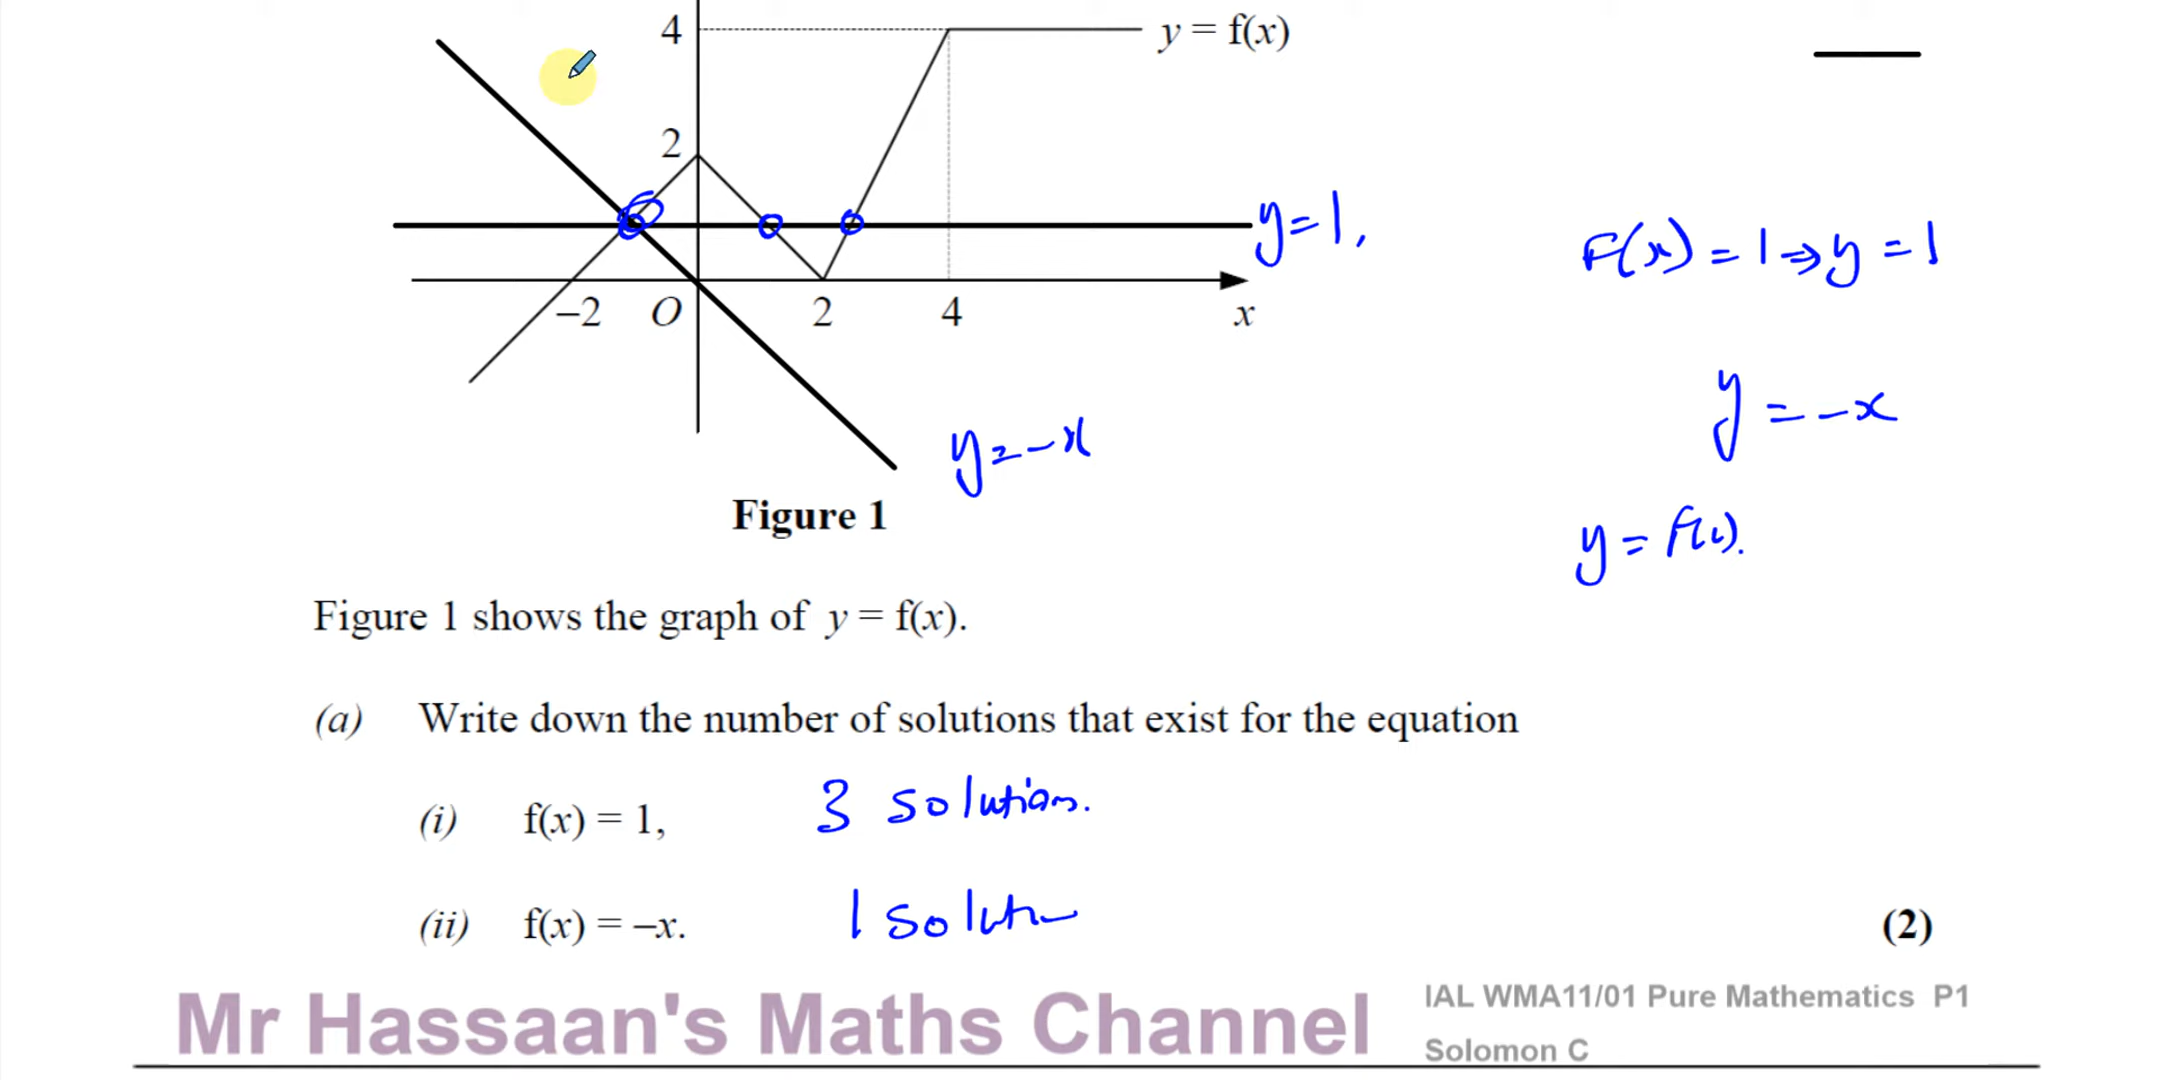 4
y = f(x)
2
y=1,
F(x) = 1 ⇒ y = 1
–2 O 2 4 x
y = -x
y = -x
Figure 1
y = f(x).
Figure 1 shows the graph of y = f(x).
(a) Write down the number of solutions that exist for the equation
(i) f(x) = 1, 3 solutions.
(ii) f(x) = –x. 1 (2)
Mr Hassaan's Maths Channel
IAL WMA11/01 Pure Mathematics P1
Solomon C